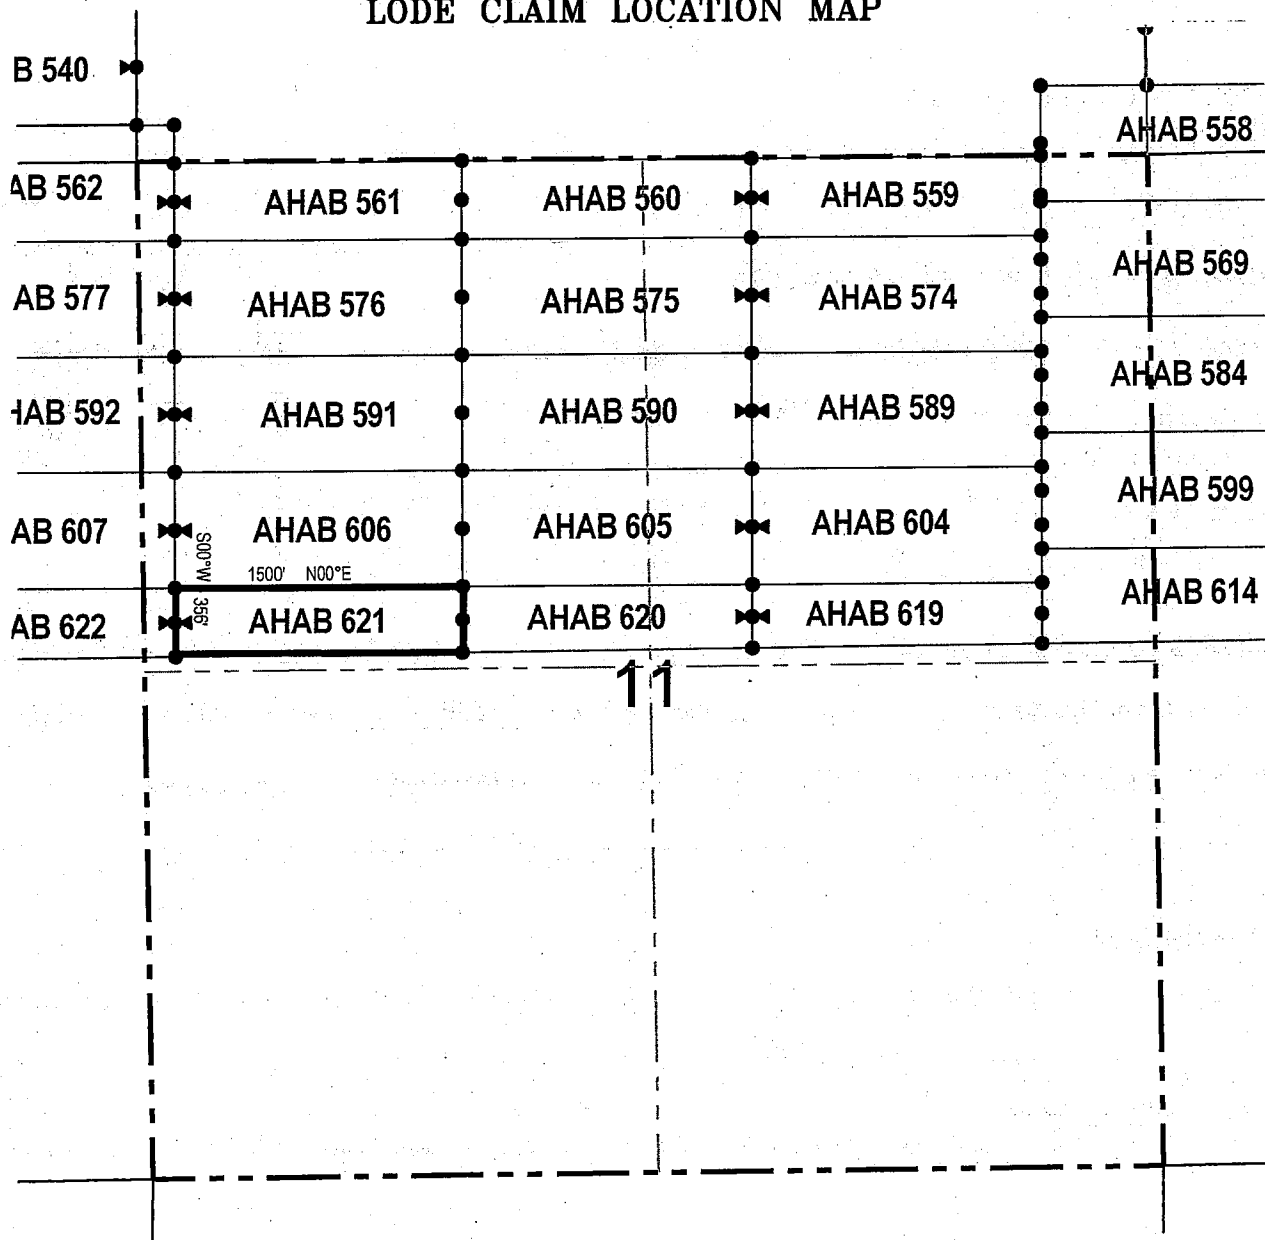 LODE CLAIM LOCATION MAP
B 540
AHAB 558
AB 562
AHAB 561
AHAB 560
AHAB 559
AHAB 569
AB 577
AHAB 576
AHAB 575
AHAB 574
AHAB 584
HAB 592
AHAB 591
AHAB 590
AHAB 589
AHAB 599
AB 607
AHAB 606
AHAB 605
AHAB 604
S00°W 356'
1500' N00°E
AHAB 614
AB 622
AHAB 621
AHAB 620
AHAB 619
11